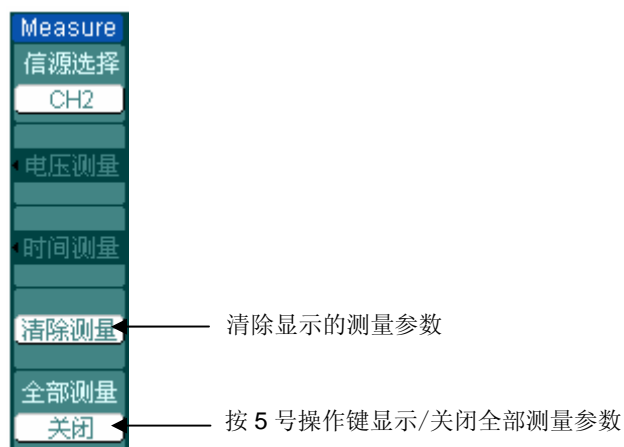 Measure
信源选择
CH2
电压测量
时间测量
清除测量
清除显示的测量参数
全部测量
关闭
按 5 号操作键显示/关闭全部测量参数